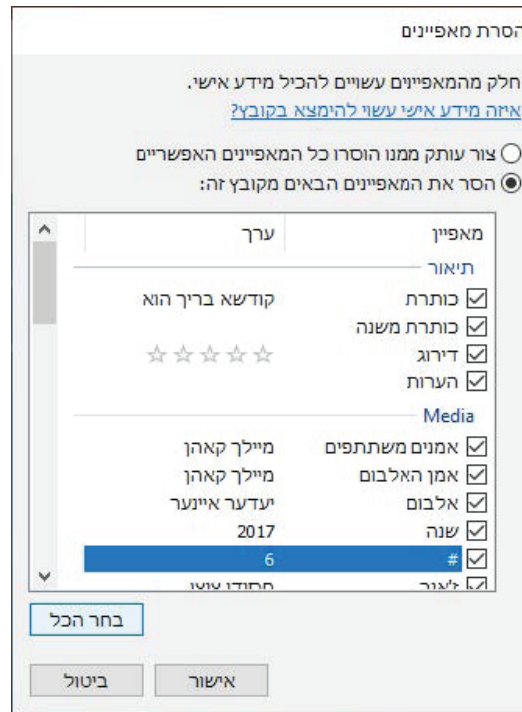 הסרת מאפיינים
חלק מהמאפיינים עשויים להכיל מידע אישי.
איזה מידע אישי עשוי להימצא בקובץ?
צור עותק ממנו הוסרו כל המאפיינים האפשריים
הסר את המאפיינים הבאים מקובץ זה:
מאפיין ערך
תיאור
כותרת קודשא בריך הוא
כותרת משנה
דירוג
הערות
Media
אמנים משתתפים מיילך קאהן
אמן האלבום מיילך קאהן
אלבום יעדער איינער
שנה 2017
# 6
ז'אנר
בחר הכל
אישור ביטול